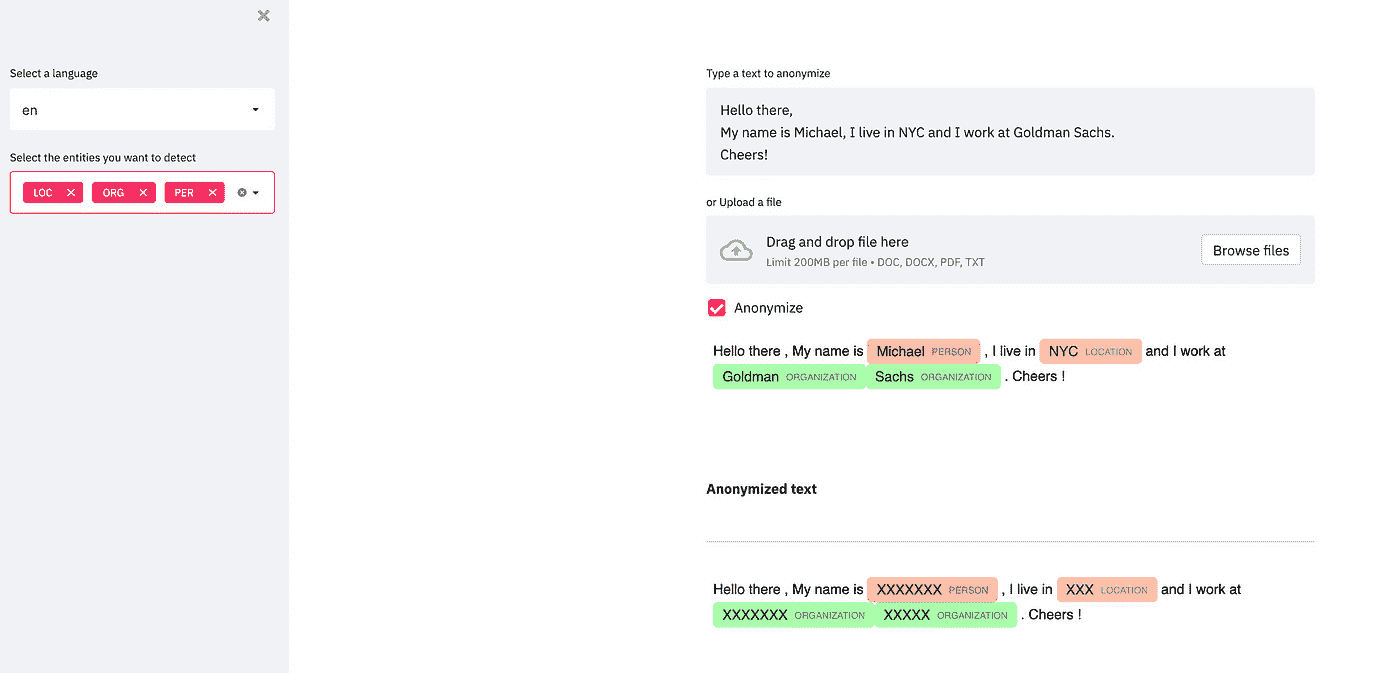 Select a language
en
Select the entities you want to detect
LOC ORG PER
Type a text to anonymize
Hello there,
My name is Michael, I live in NYC and I work at Goldman Sachs.
Cheers!
or Upload a file
Drag and drop file here
Limit 200MB per file • DOC, DOCX, PDF, TXT
Browse files
Anonymize
Hello there , My name is Michael PERSON , I live in NYC LOCATION and I work at
Goldman ORGANIZATION Sachs ORGANIZATION . Cheers !
Anonymized text
Hello there , My name is XXXXXXX PERSON , I live in XXX LOCATION and I work at
XXXXXXX ORGANIZATION XXXXX ORGANIZATION . Cheers !